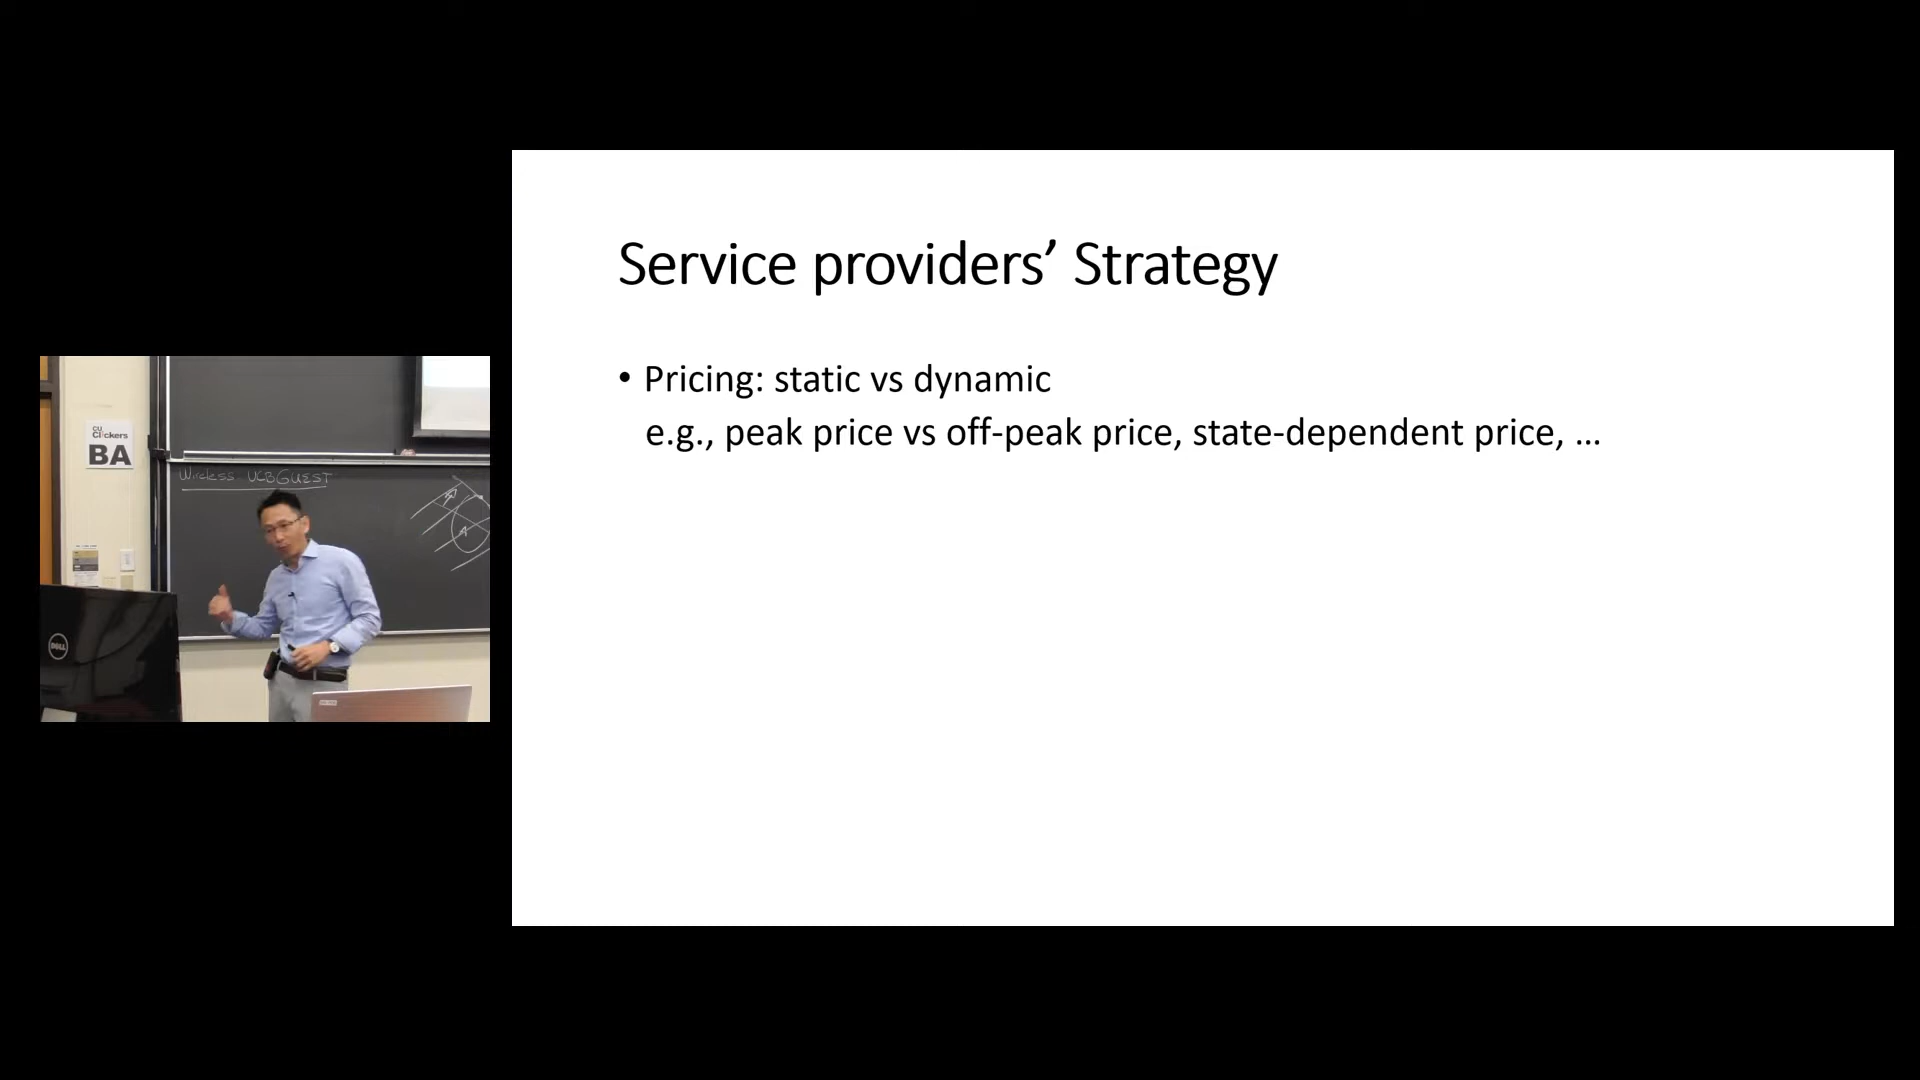 Service providers’ Strategy
• Pricing: static vs dynamic
e.g., peak price vs off-peak price, state-dependent price, ...
CU
Clickers
BA
Wireless UCBGUEST
DELL